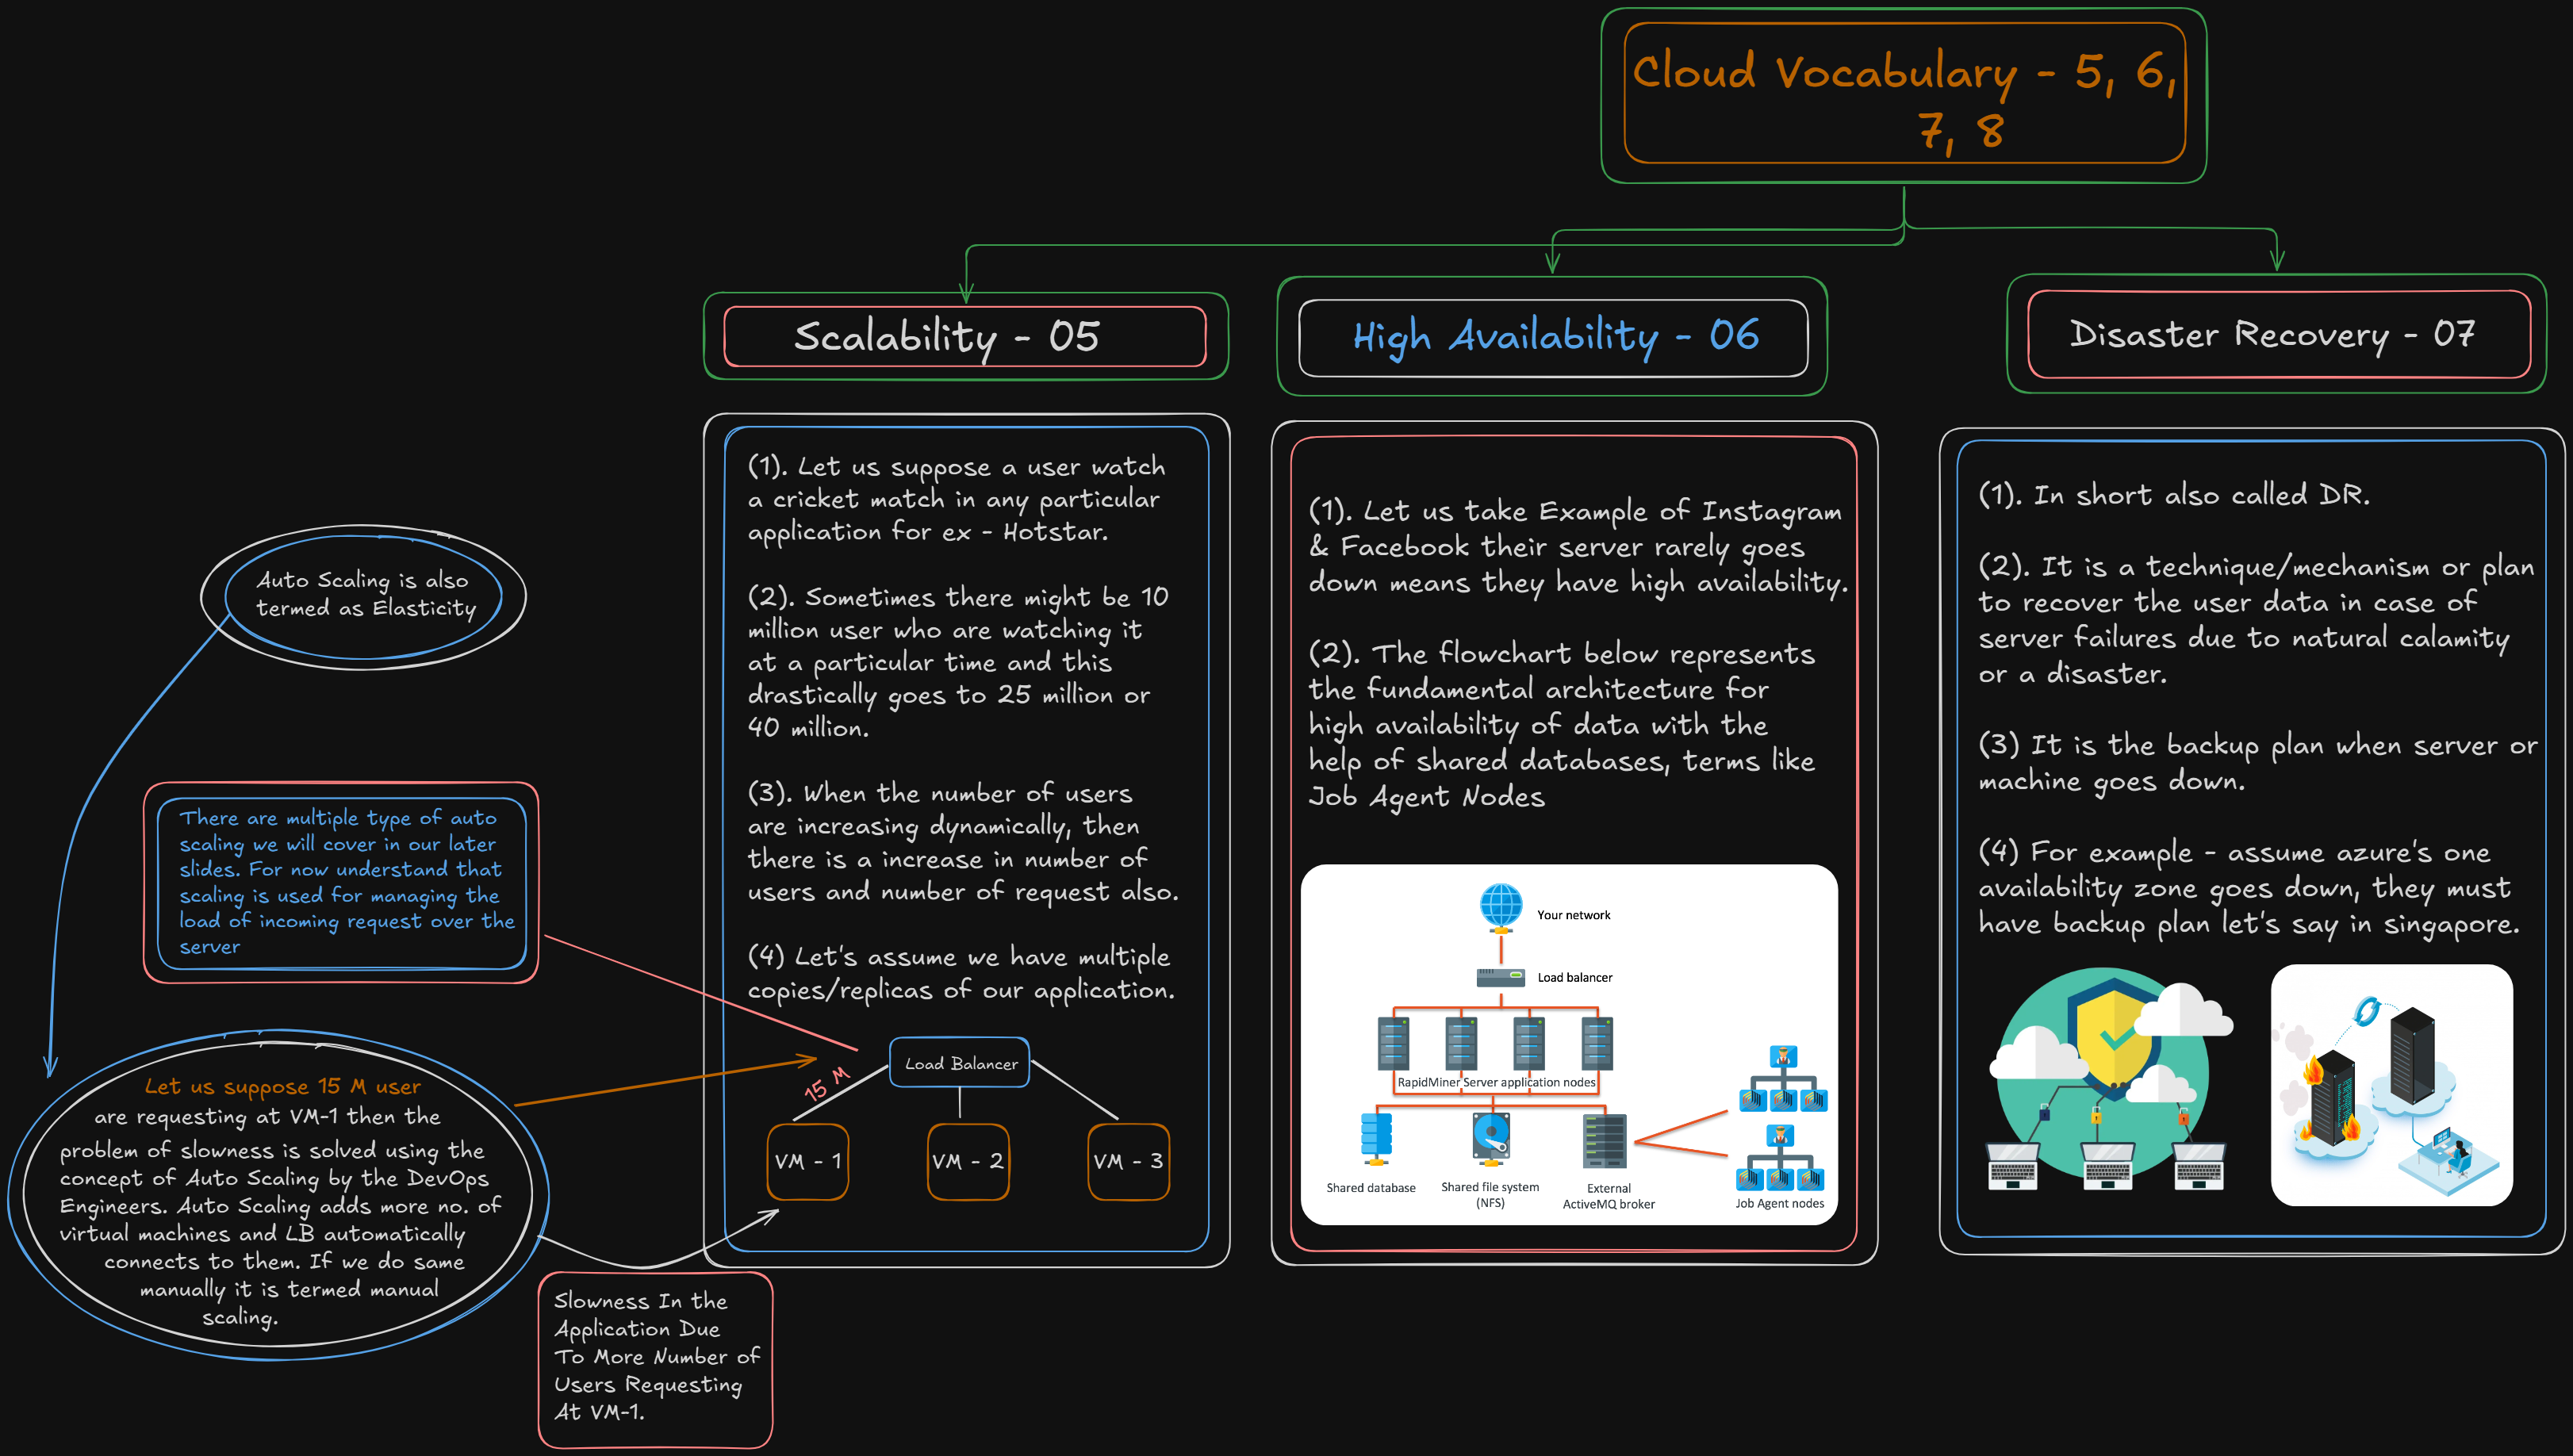 Cloud Vocabulary - 5, 6,
7, 8
Scalability - 05
High Availability - 06
Disaster Recovery - 07
(1). Let us suppose a user watch
a cricket match in any particular
application for ex - Hotstar.
(2). Sometimes there might be 10
million user who are watching it
at a particular time and this
drastically goes to 25 million or
40 million.
(3). When the number of users
are increasing dynamically, then
there is a increase in number of
users and number of request also.
(4) Let's assume we have multiple
copies/replicas of our application.
Load Balancer
15 M
VM - 1
VM - 2
VM - 3
Auto Scaling is also
termed as Elasticity
There are multiple type of auto
scaling we will cover in our later
slides. For now understand that
scaling is used for managing the
load of incoming request over the
server
Let us suppose 15 M user
are requesting at VM-1 then the
problem of slowness is solved using the
concept of Auto Scaling by the DevOps
Engineers. Auto Scaling adds more no. of
virtual machines and LB automatically
connects to them. If we do same
manually it is termed manual
scaling.
Slowness In the
Application Due
To More Number of
Users Requesting
At VM-1.
(1). Let us take Example of Instagram
& Facebook their server rarely goes
down means they have high availability.
(2). The flowchart below represents
the fundamental architecture for
high availability of data with the
help of shared databases, terms like
Job Agent Nodes
Your network
Load balancer
RapidMiner Server application nodes
Shared database
Shared file system
(NFS)
External
ActiveMQ broker
Job Agent nodes
(1). In short also called DR.
(2). It is a technique/mechanism or plan
to recover the user data in case of
server failures due to natural calamity
or a disaster.
(3) It is the backup plan when server or
machine goes down.
(4) For example - assume azure's one
availability zone goes down, they must
have backup plan let's say in singapore.